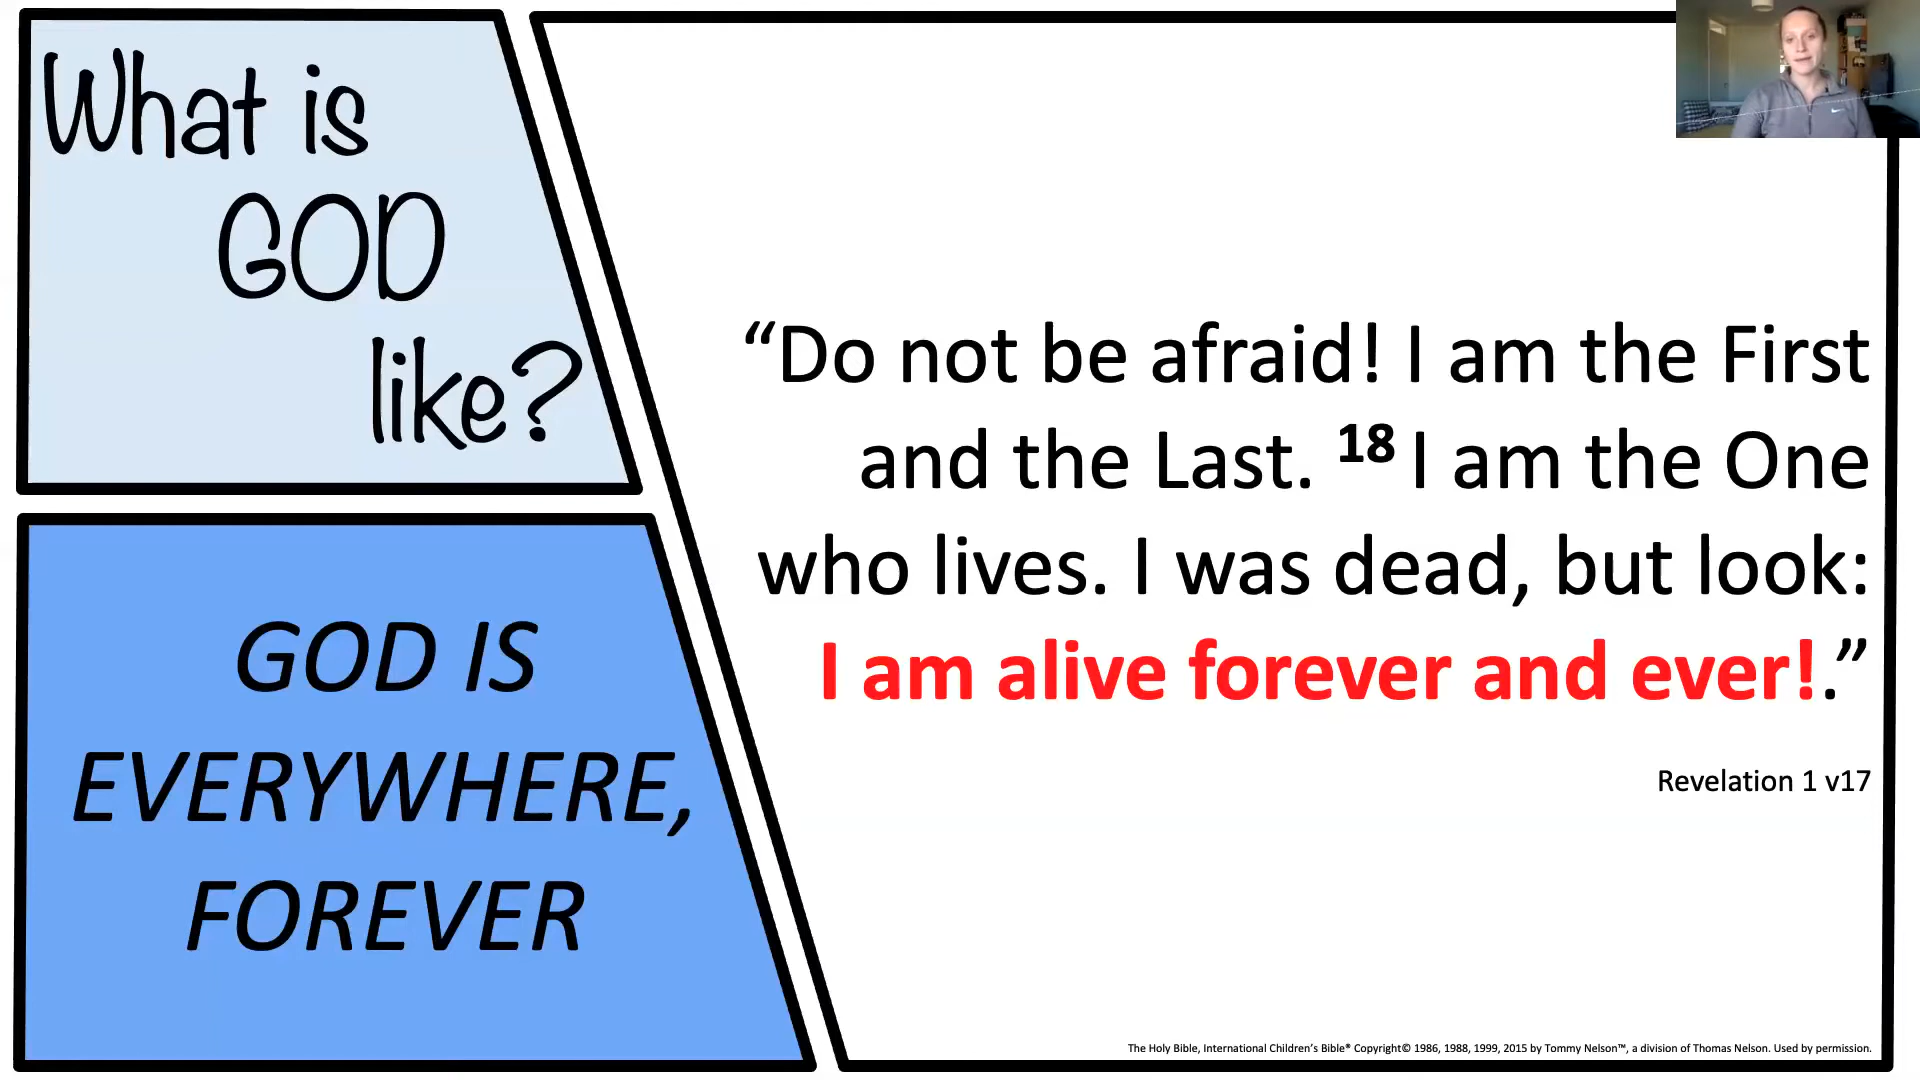 What is
GOD
like?
GOD IS
EVERYWHERE,
FOREVER
“Do not be afraid! I am the First
and the Last. 18 I am the One
who lives. I was dead, but look:
I am alive forever and ever!.”
Revelation 1 v17
The Holy Bible, International Children’s Bible® Copyright© 1986, 1988, 1999, 2015 by Tommy Nelson™, a division of Thomas Nelson. Used by permission.